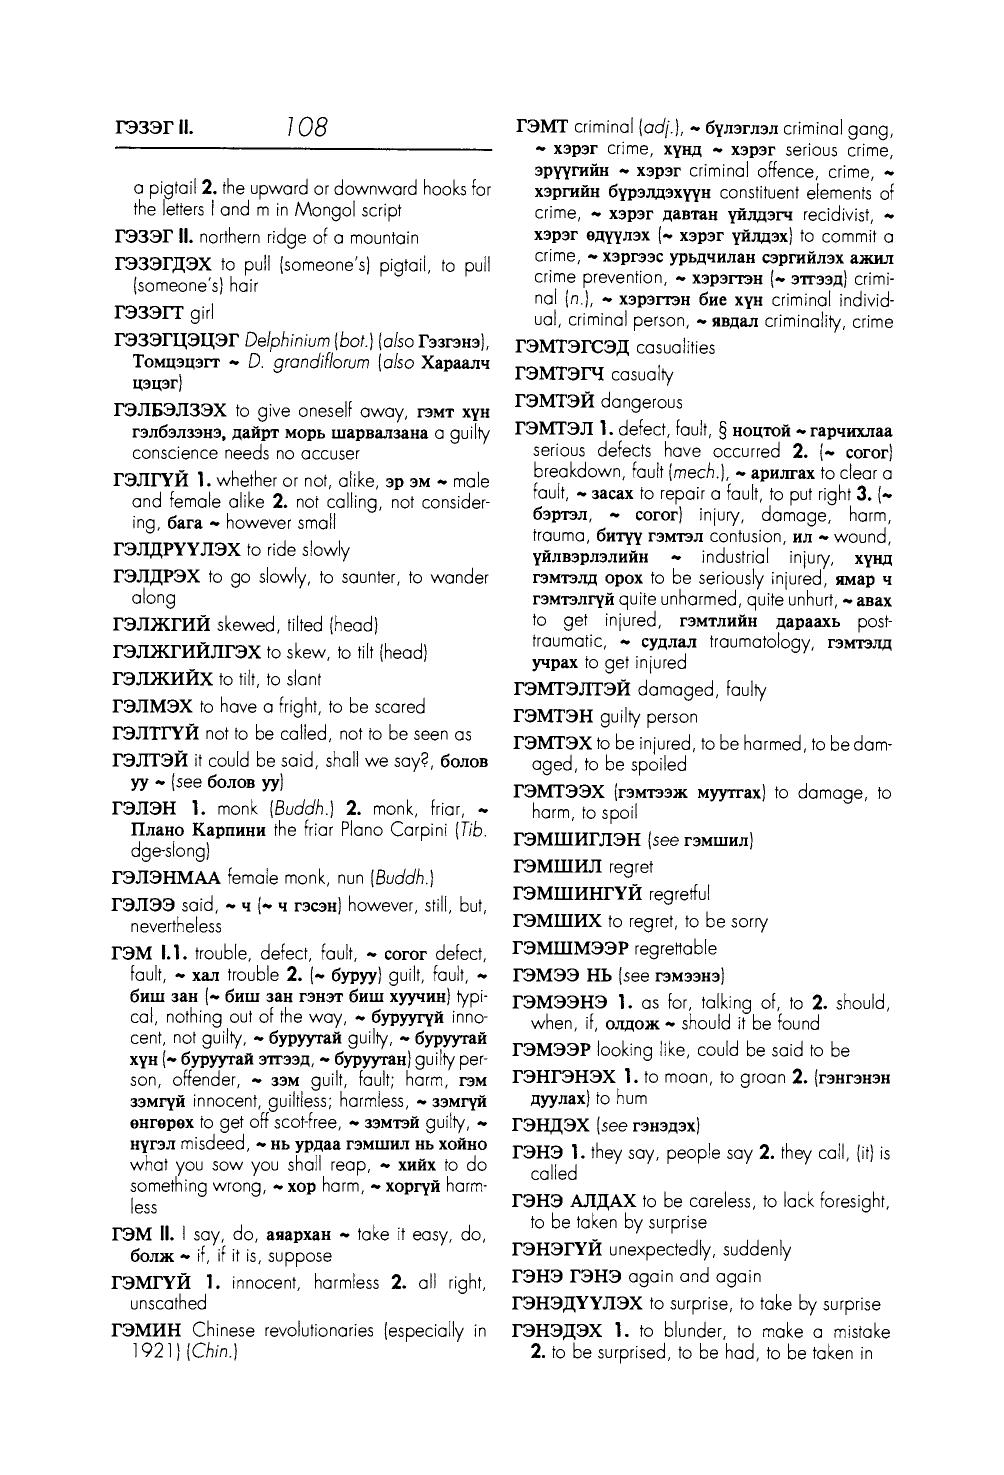 ГЭЗЭГ II. 108
a pigtail 2. the upward or downward hooks for
the letters l and m in Mongol script
ГЭЗЭГ II. northern ridge of a mountain
ГЭЗЭГДЭХ to pull (someone's) pigtail, to pull
(someone's) hair
ГЭЗЭГТ girl
ГЭЗЭГЦЭЦЭГ Delphinium (bot.) (also Гэзгэнэ),
Томцэцэгт ~ D. grandiflorum (also Хараалч
цэцэг)
ГЭЛБЭЛЗЭХ to give oneself away, гэмт хүн
гэлбэлзэнэ, дайрт морь шарвалзана a guilty
conscience needs no accuser
ГЭЛГҮЙ 1. whether or not, alike, эр эм ~ male
and female alike 2. not calling, not consider-
ing, бага ~ however small
ГЭЛДРҮҮЛЭХ to ride slowly
ГЭЛДРЭХ to go slowly, to saunter, to wander
along
ГЭЛЖГИЙ skewed, tilted (head)
ГЭЛЖГИЙЛГЭХ to skew, to tilt (head)
ГЭЛЖИЙХ to tilt, to slant
ГЭЛМЭХ to have a fright, to be scared
ГЭЛТГҮЙ not to be called, not to be seen as
ГЭЛТЭЙ it could be said, shall we say?, болов
уу ~ (see болов уу)
ГЭЛЭН 1. monk (Buddh.) 2. monk, friar, ~
Плано Карпини the friar Plano Carpini (Tib.
dge-slong)
ГЭЛЭНМАА female monk, nun (Buddh.)
ГЭЛЭЭ said, ~ ч (~ ч гэсэн) however, still, but,
nevertheless
ГЭМ I.1. trouble, defect, fault, ~ согог defect,
fault, ~ хал trouble 2. (~ буруу) guilt, fault, ~
биш зан (~ биш зан гэнэт биш хуучин) typi-
cal, nothing out of the way, ~ буруугүй inno-
cent, not guilty, ~ буруутай guilty, ~ буруутай
хүн (~ буруутай этгээд, ~ буруутан) guilty per-
son, offender, ~ зэм guilt, fault; harm, гэм
зэмгүй innocent, guiltless; harmless, ~ зэмгүй
өнгөрөх to get off scot-free, ~ зэмтэй guilty, ~
нүгэл misdeed, ~ нь урдаа гэмшил нь хойно
what you sow you shall reap, ~ хийх to do
something wrong, ~ хор harm, ~ хоргүй harm-
less
ГЭМ II. I say, do, аяархан ~ take it easy, do,
болж ~ if, if it is, suppose
ГЭМГҮЙ 1. innocent, harmless 2. all right,
unscathed
ГЭМИН Chinese revolutionaries (especially in
1921) (Chin.)
ГЭМТ criminal (adj.), ~ бүлэглэл criminal gang,
~ хэрэг crime, хүнд ~ хэрэг serious crime,
эрүүгийн ~ хэрэг criminal offence, crime, ~
хэргийн бүрэлдэхүүн constituent elements of
crime, ~ хэрэг давтан үйлдэгч recidivist, ~
хэрэг өдүүлэх (~ хэрэг үйлдэх) to commit a
crime, ~ хэргээс урьдчилан сэргийлэх ажил
crime prevention, ~ хэрэгтэн (~ этгээд) crimi-
nal (n.), ~ хэрэгтэн бие хүн criminal individ-
ual, criminal person, ~ явдал criminality, crime
ГЭМТЭГСЭД casualities
ГЭМТЭГЧ casualty
ГЭМТЭЙ dangerous
ГЭМТЭЛ 1. defect, fault, § ноцтой ~ гарчихлаа
serious defects have occurred 2. (~ согог)
breakdown, fault (mech.), ~ арилгах to clear a
fault, ~ засах to repair a fault, to put right 3. (~
бэртэл, ~ согог) injury, damage, harm,
trauma, битүү гэмтэл contusion, ил ~ wound,
үйлвэрлэлийн ~ industrial injury, хүнд
гэмтэлд орох to be seriously injured, ямар ч
гэмтэлгүй quite unharmed, quite unhurt, ~ авах
to get injured, гэмтлийн дараахь post-
traumatic, ~ судлал traumatology, гэмтэлд
учрах to get injured
ГЭМТЭЛТЭЙ damaged, faulty
ГЭМТЭН guilty person
ГЭМТЭХ to be injured, to be harmed, to be dam-
aged, to be spoiled
ГЭМТЭЭХ (гэмтээж муутгах) to damage, to
harm, to spoil
ГЭМШИГЛЭН (see гэмшил)
ГЭМШИЛ regret
ГЭМШИНГҮЙ regretful
ГЭМШИХ to regret, to be sorry
ГЭМШМЭЭР regrettable
ГЭМЭЭ НЬ (see гэмээнэ)
ГЭМЭЭНЭ 1. as for, talking of, to 2. should,
when, if, олдож ~ should it be found
ГЭМЭЭР looking like, could be said to be
ГЭНГЭНЭХ 1. to moan, to groan 2. (гэнгэнэн
дуулах) to hum
ГЭНДЭХ (see гэнэдэх)
ГЭНЭ 1. they say, people say 2. they call, (it) is
called
ГЭНЭ АЛДАХ to be careless, to lack foresight,
to be taken by surprise
ГЭНЭГҮЙ unexpectedly, suddenly
ГЭНЭ ГЭНЭ again and again
ГЭНЭДҮҮЛЭХ to surprise, to take by surprise
ГЭНЭДЭХ 1. to blunder, to make a mistake
2. to be surprised, to be had, to be taken in